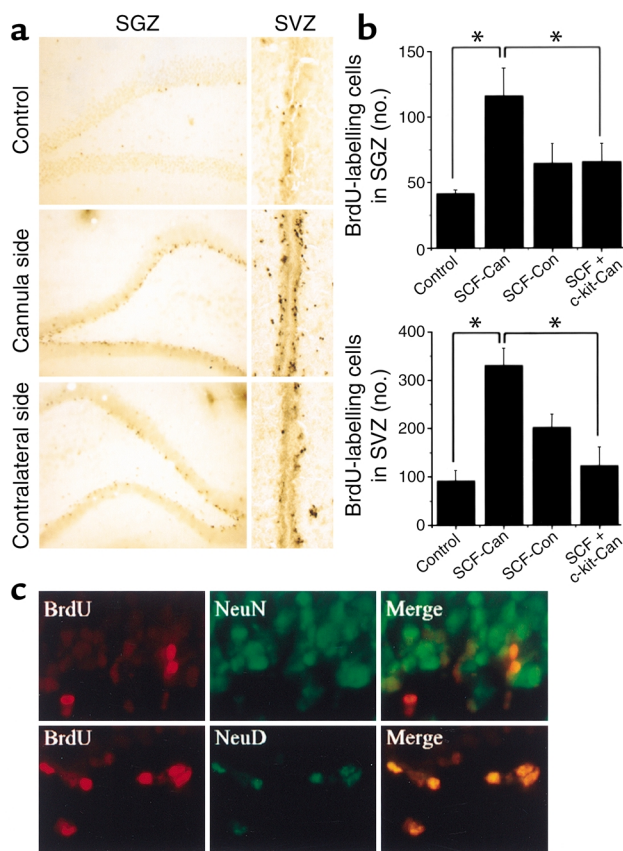 a
SGZ
SVZ
Control
Cannula side
Contralateral side
b
BrdU-labelling cells
in SGZ (no.)
150
100
50
0
*
*
Control
SCF-Can
SCF-Con
SCF +
c-kit-Can
BrdU-labelling cells
in SVZ (no.)
400
300
200
100
0
*
*
Control
SCF-Can
SCF-Con
SCF +
c-kit-Can
c
BrdU
NeuN
Merge
BrdU
NeuD
Merge